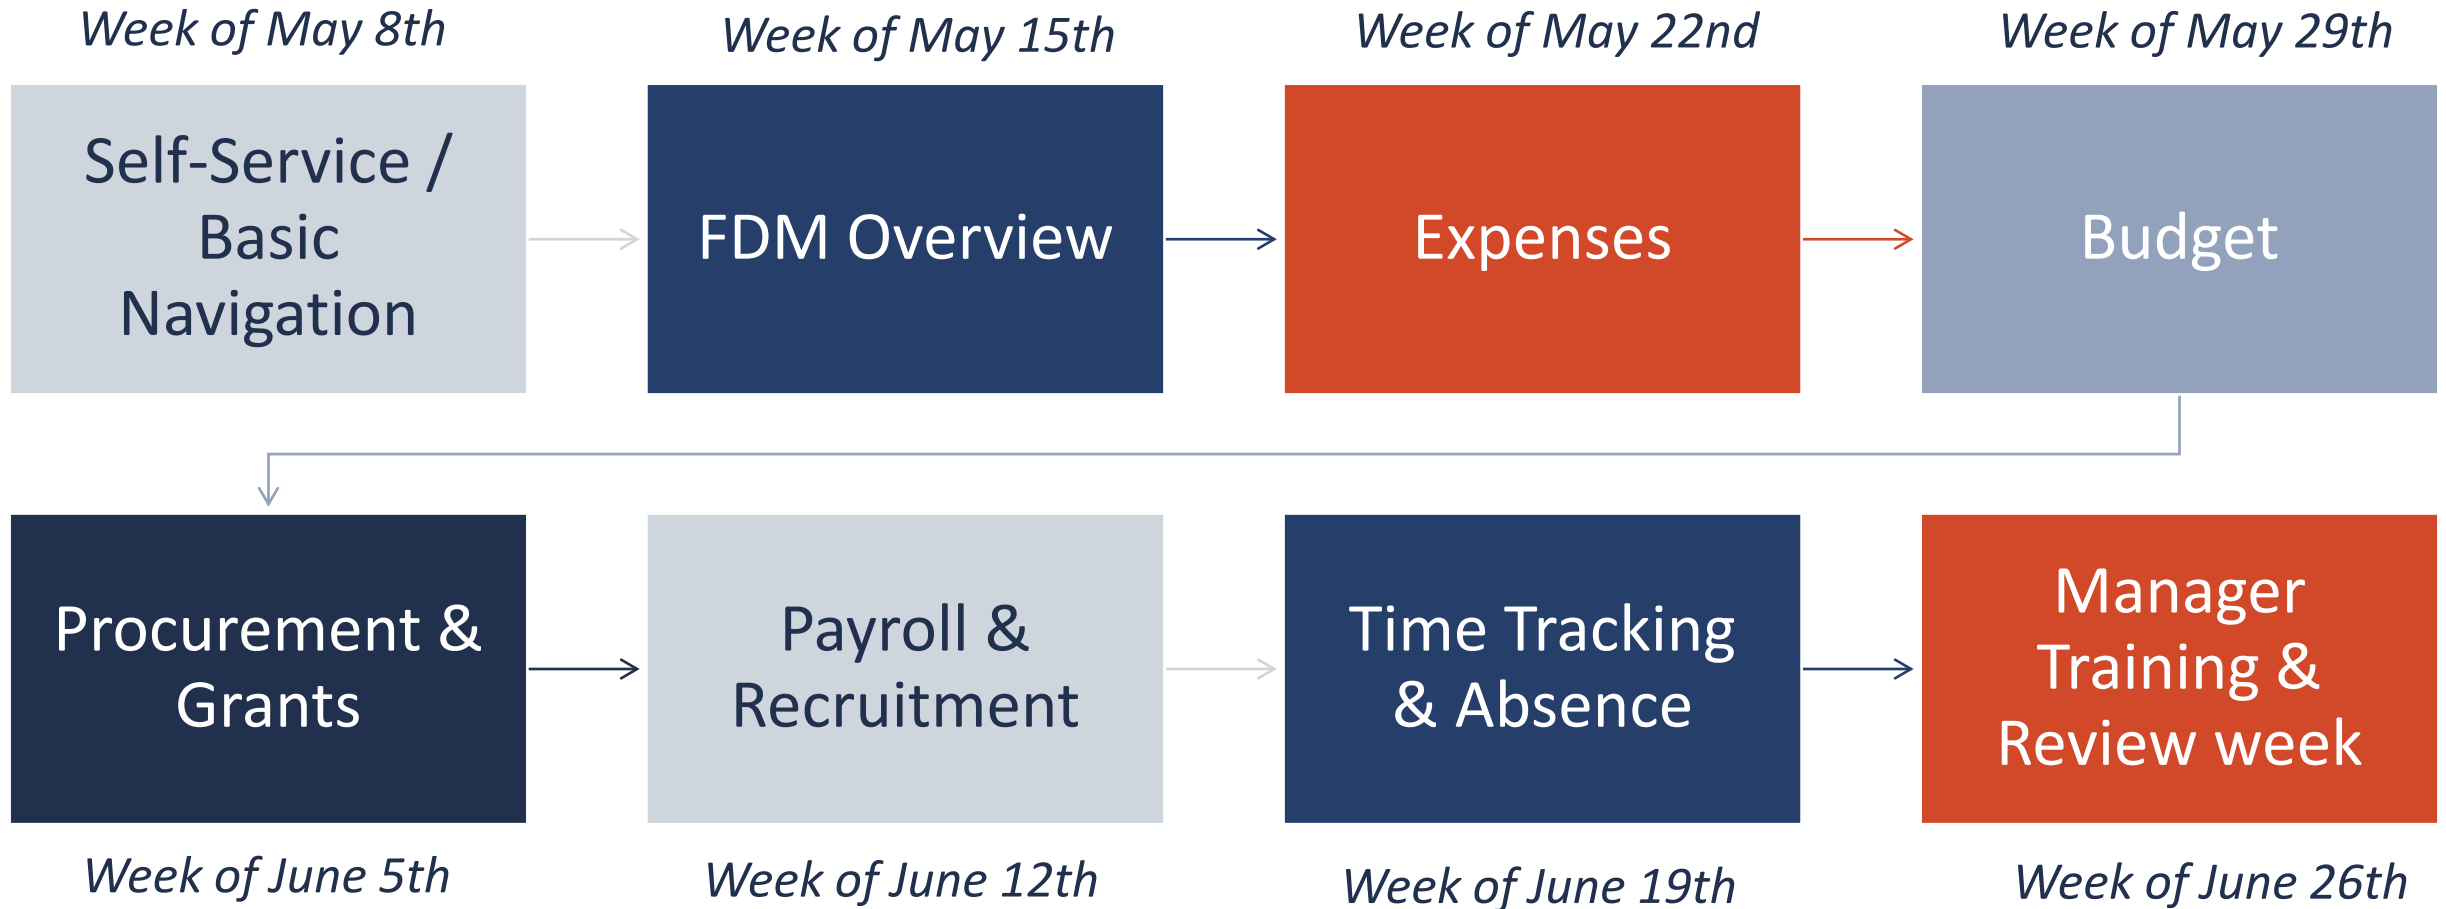 Week of May 8th
Week of May 15th
Week of May 22nd
Week of May 29th
Self-Service /
Basic
Navigation
FDM Overview
Expenses
Budget
Procurement &
Grants
Payroll &
Recruitment
Time Tracking
& Absence
Manager
Training &
Review week
Week of June 5th
Week of June 12th
Week of June 19th
Week of June 26th